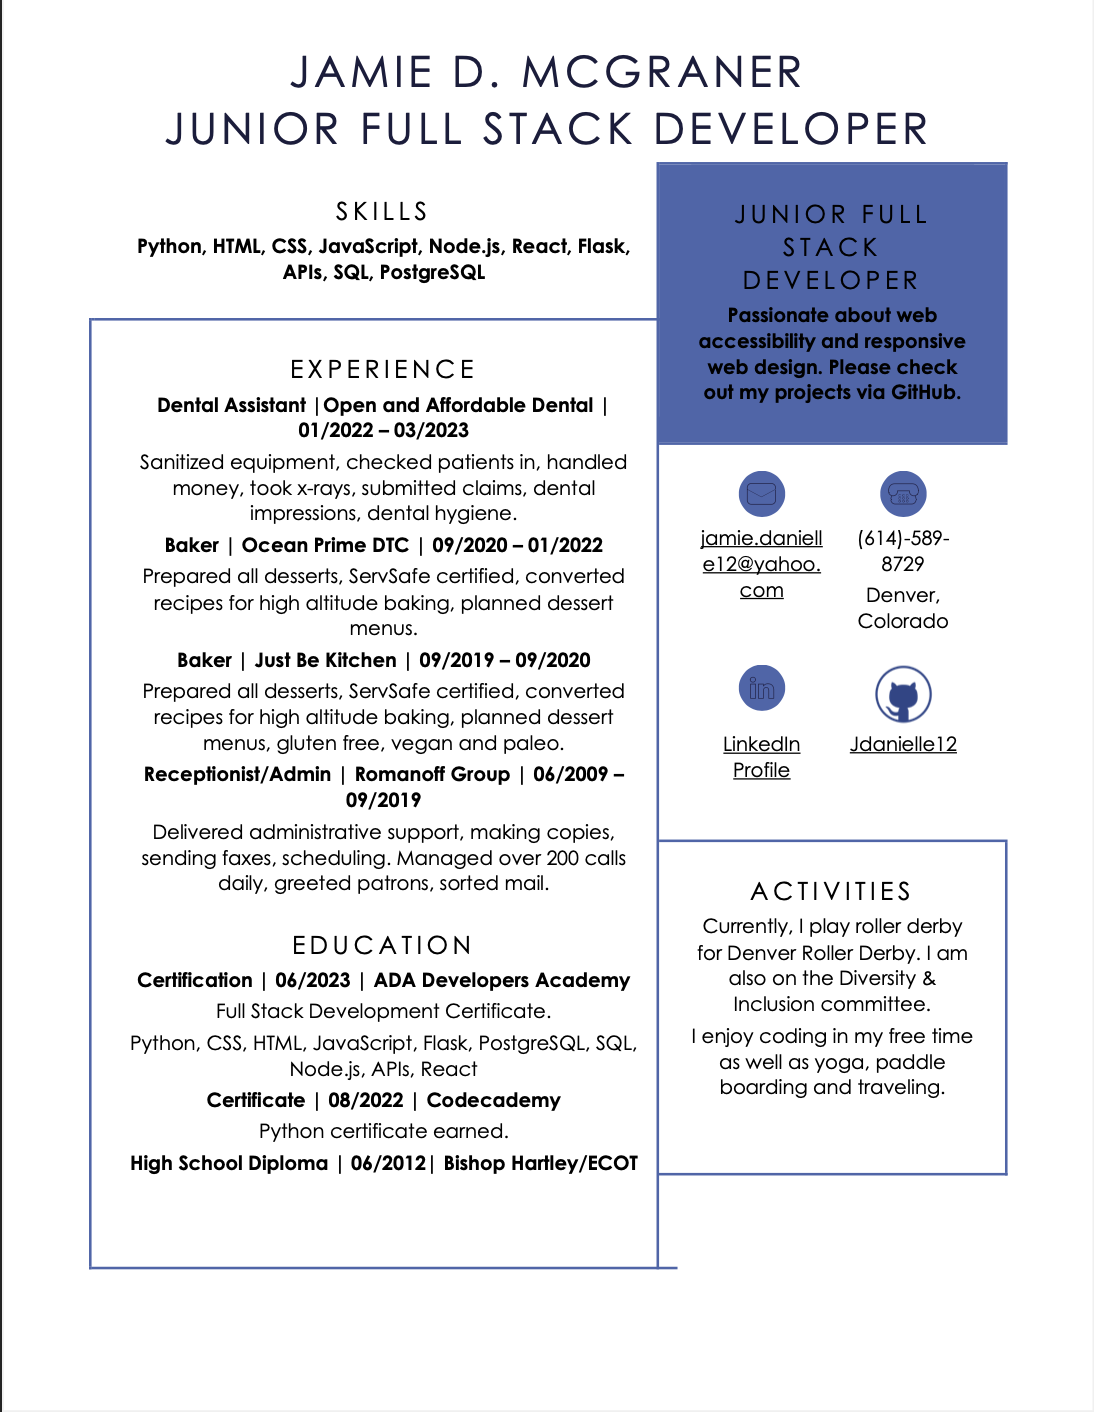 JAMIE D. MCGRANER
JUNIOR FULL STACK DEVELOPER
SKILLS
Python, HTML, CSS, JavaScript, Node.js, React, Flask,
APIs, SQL, PostgreSQL
EXPERIENCE
Dental Assistant |Open and Affordable Dental |
01/2022 – 03/2023
Sanitized equipment, checked patients in, handled
money, took x-rays, submitted claims, dental
impressions, dental hygiene.
Baker | Ocean Prime DTC | 09/2020 – 01/2022
Prepared all desserts, ServSafe certified, converted
recipes for high altitude baking, planned dessert
menus.
Baker | Just Be Kitchen | 09/2019 – 09/2020
Prepared all desserts, ServSafe certified, converted
recipes for high altitude baking, planned dessert
menus, gluten free, vegan and paleo.
Receptionist/Admin | Romanoff Group | 06/2009 –
09/2019
Delivered administrative support, making copies,
sending faxes, scheduling. Managed over 200 calls
daily, greeted patrons, sorted mail.
EDUCATION
Certification | 06/2023 | ADA Developers Academy
Full Stack Development Certificate.
Python, CSS, HTML, JavaScript, Flask, PostgreSQL, SQL,
Node.js, APIs, React
Certificate | 08/2022 | Codecademy
Python certificate earned.
High School Diploma | 06/2012| Bishop Hartley/ECOT
JUNIOR FULL
STACK
DEVELOPER
Passionate about web
accessibility and responsive
web design. Please check
out my projects via GitHub.
jamie.daniell
e12@yahoo.
com
(614)-589-
8729
Denver,
Colorado
in
LinkedIn
Profile
Jdanielle12
ACTIVITIES
Currently, I play roller derby
for Denver Roller Derby. I am
also on the Diversity &
Inclusion committee.
I enjoy coding in my free time
as well as yoga, paddle
boarding and traveling.